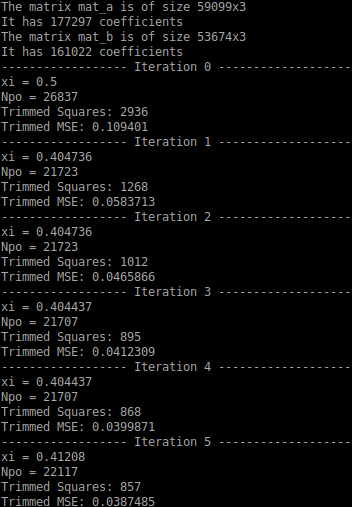 The matrix mat_a is of size 59099x3
It has 177297 coefficients
The matrix mat_b is of size 53674x3
It has 161022 coefficients
------------------ Iteration 0 -------------------
xi = 0.5
Npo = 26837
Trimmed Squares: 2936
Trimmed MSE: 0.109401
------------------ Iteration 1 -------------------
xi = 0.404736
Npo = 21723
Trimmed Squares: 1268
Trimmed MSE: 0.0583713
------------------ Iteration 2 -------------------
xi = 0.404736
Npo = 21723
Trimmed Squares: 1012
Trimmed MSE: 0.0465866
------------------ Iteration 3 -------------------
xi = 0.404437
Npo = 21707
Trimmed Squares: 895
Trimmed MSE: 0.0412309
------------------ Iteration 4 -------------------
xi = 0.404437
Npo = 21707
Trimmed Squares: 868
Trimmed MSE: 0.0399871
------------------ Iteration 5 -------------------
xi = 0.41208
Npo = 22117
Trimmed Squares: 857
Trimmed MSE: 0.0387485